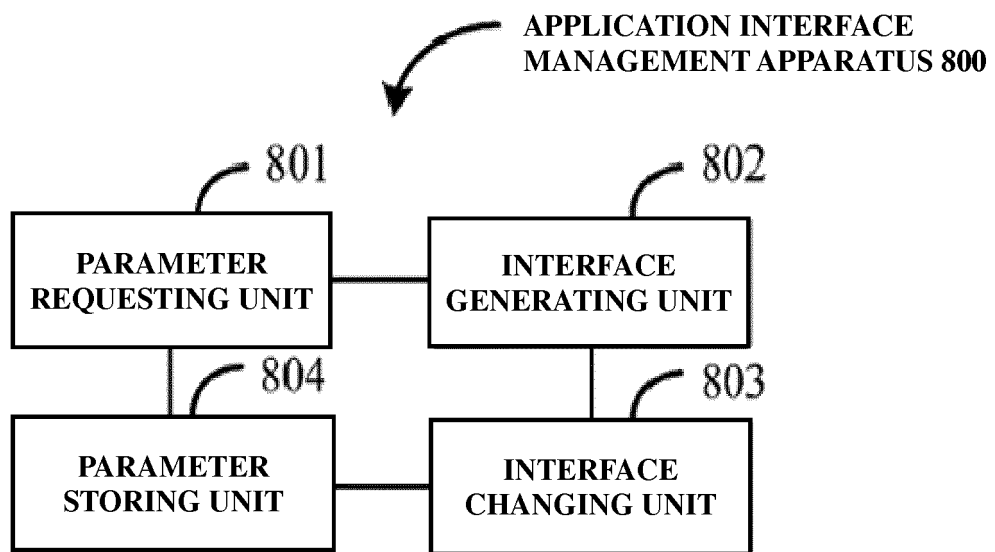 APPLICATION INTERFACE
MANAGEMENT APPARATUS 800
801
802
PARAMETER
REQUESTING UNIT
INTERFACE
GENERATING UNIT
804
803
PARAMETER
STORING UNIT
INTERFACE
CHANGING UNIT